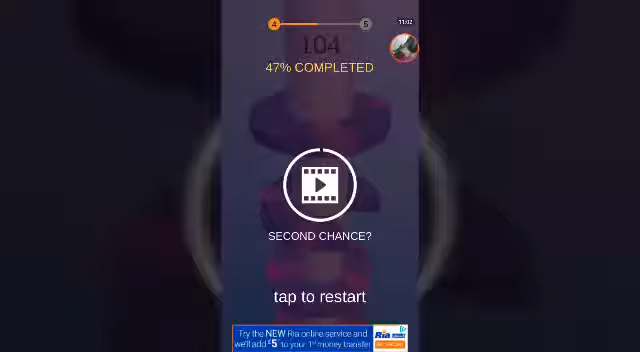 4 5
11:02
104
47% COMPLETED
SECOND CHANCE?
tap to restart
Try the NEW Ria online service and
we'll add £5 to your 1st money transfer
Ria